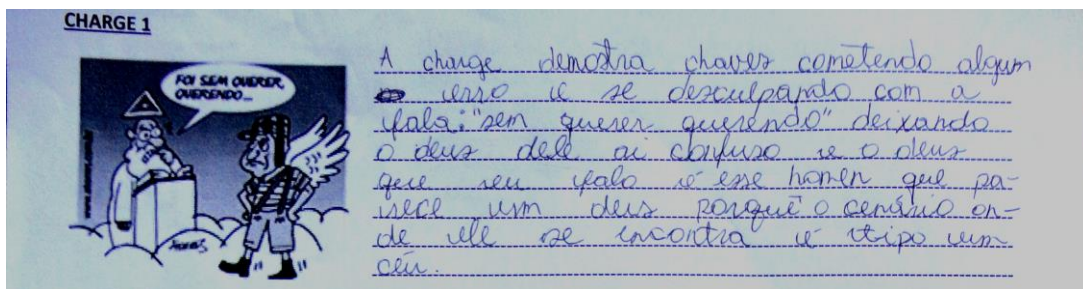 CHARGE 1
FOI SEM QUERER,
QUERENDO...
A charge demostra chaves cometendo algum
erro e se desculpando com a
fala: "sem querer querendo" deixando
o deus dele ai confuso e o deus
que eu falo é esse homen que pa-
rece um deus porque o cenário on-
de ele se encontra é tipo um
céu.